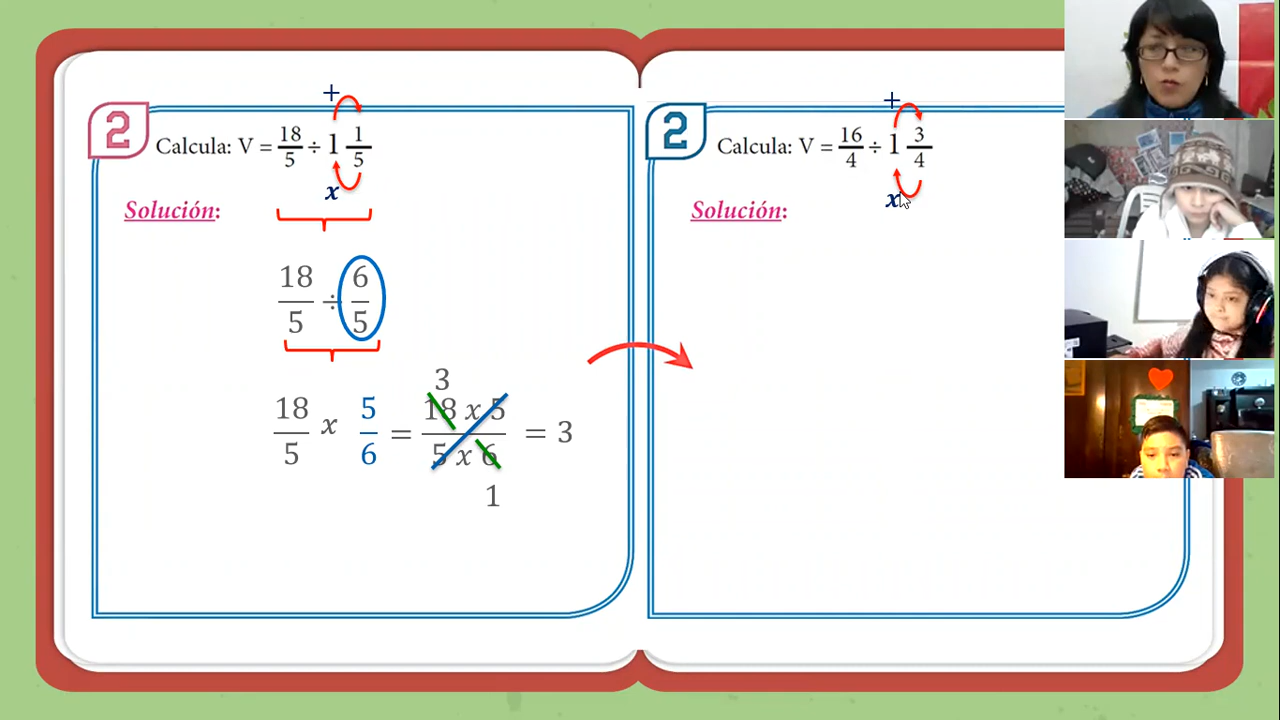 2
Calcula: V = 18/5 ÷ 1 1/5
+
x
Solución:
18/5 ÷ 6/5
18/5 x 5/6 = 18 x 5 / 5 x 6 = 3
3
1
2
Calcula: V = 16/4 ÷ 1 3/4
+
x
Solución: